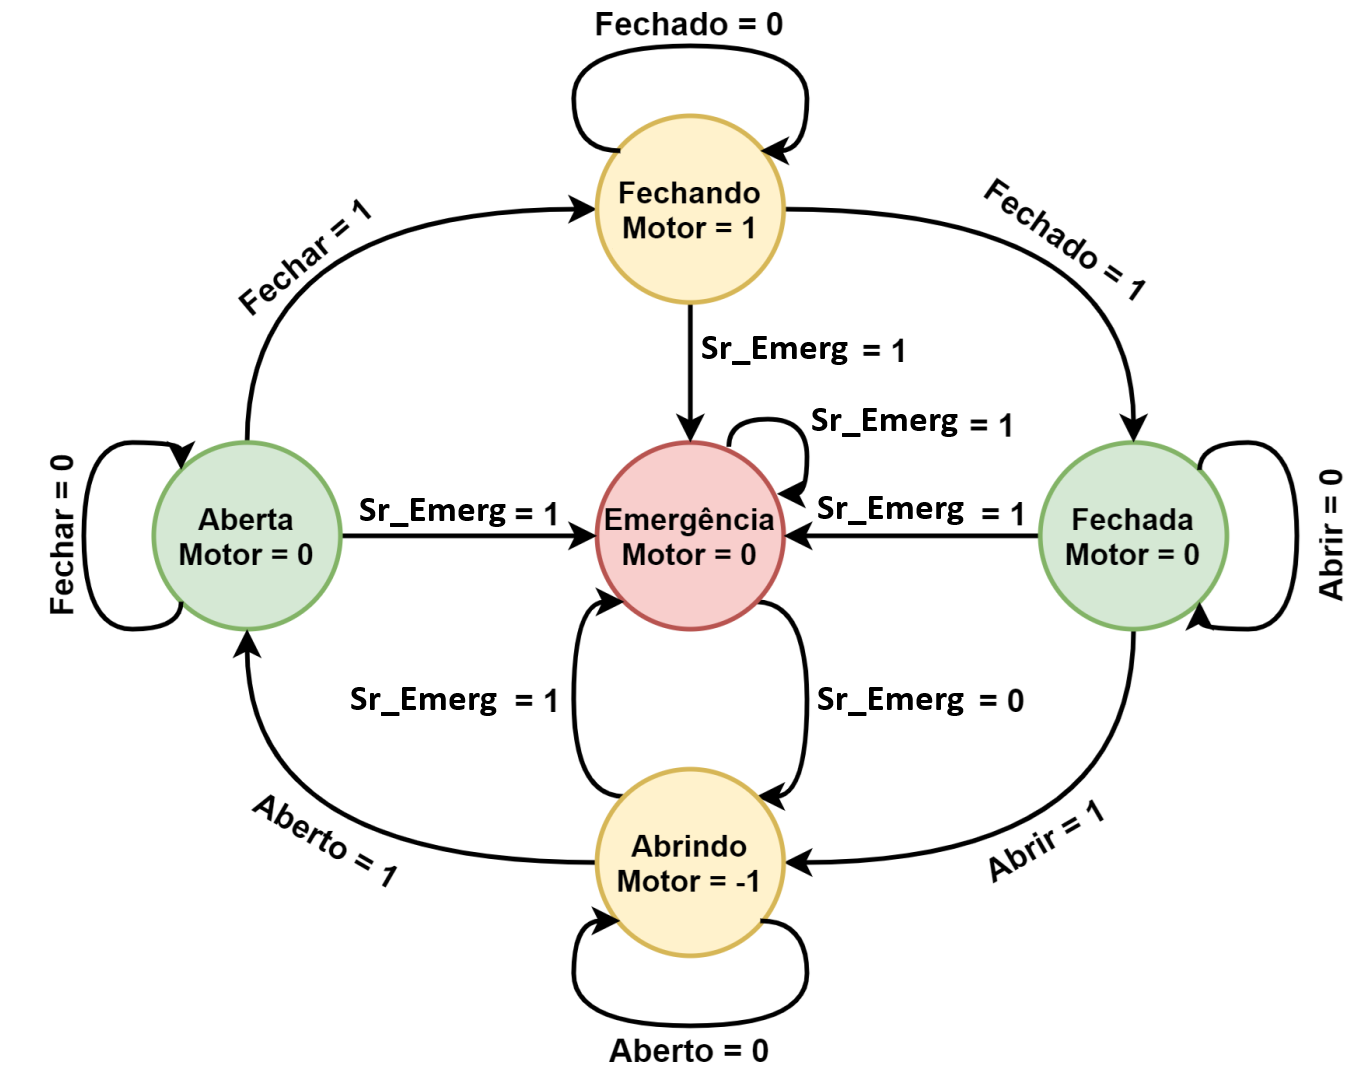 Fechado = 0
Fechando
Motor = 1
Fechar = 1
Fechado = 1
Sr_Emerg = 1
Sr_Emerg = 1
Fechar = 0
Aberta
Motor = 0
Sr_Emerg = 1
Emergência
Motor = 0
Sr_Emerg = 1
Fechada
Motor = 0
Abrir = 0
Sr_Emerg = 1
Sr_Emerg = 0
Aberto = 1
Abrindo
Motor = -1
Abrir = 1
Aberto = 0